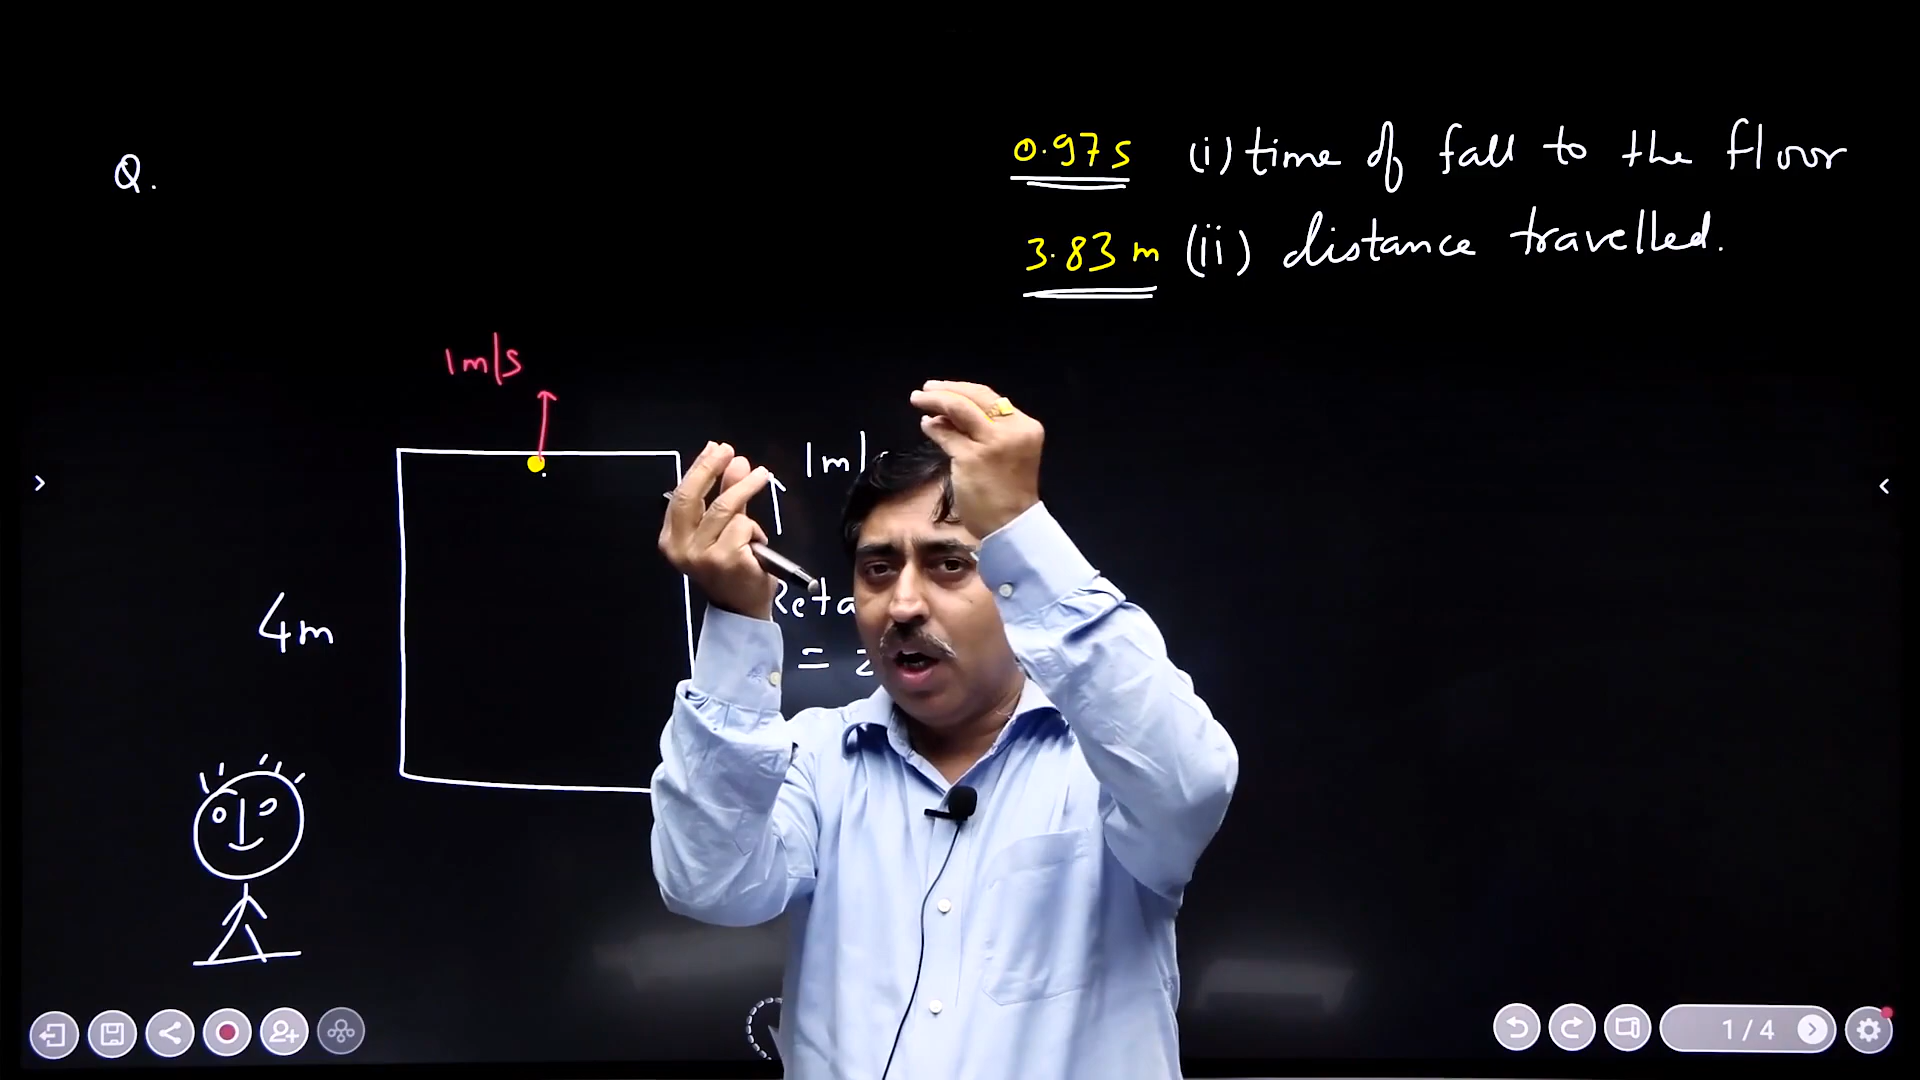 Q.
0.97 s (i) time of fall to the floor
3.83 m (ii) distance travelled.
1m/s
1m/
4m
=
1/4